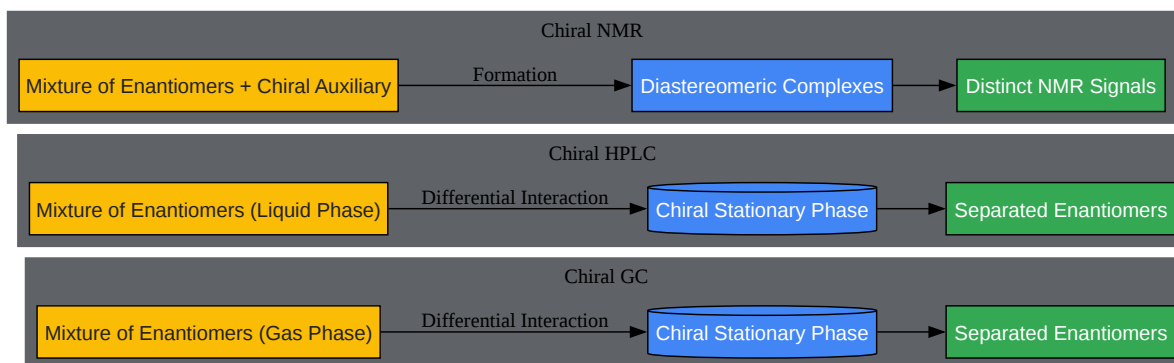 Chiral NMR
Mixture of Enantiomers + Chiral Auxiliary
Formation
Diastereomeric Complexes
Distinct NMR Signals
Chiral HPLC
Mixture of Enantiomers (Liquid Phase)
Differential Interaction
Chiral Stationary Phase
Separated Enantiomers
Chiral GC
Mixture of Enantiomers (Gas Phase)
Differential Interaction
Chiral Stationary Phase
Separated Enantiomers